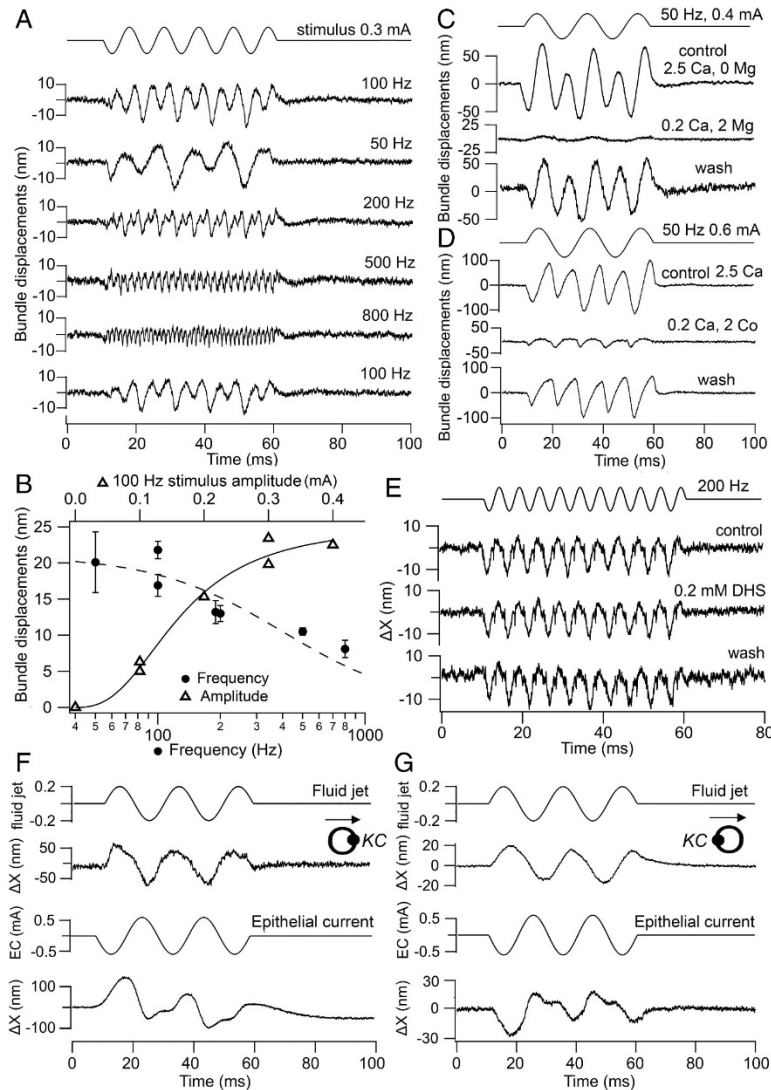 A
stimulus 0.3 mA
Bundle displacements (nm)
10
-10
100 Hz
10
-10
50 Hz
10
-10
200 Hz
10
-10
500 Hz
10
-10
800 Hz
10
-10
100 Hz
0 20 40 60 80 100
Time (ms)
C
50 Hz, 0.4 mA
control
2.5 Ca, 0 Mg
Bundle displacements (nm)
50
0
-50
25
-25
0.2 Ca, 2 Mg
wash
50
0
-50
D
50 Hz 0.6 mA
control 2.5 Ca
Bundle displacements (nm)
100
0
-100
0.2 Ca, 2 Co
50
-50
wash
0
-100
0 20 40 60 80 100
Time (ms)
B
△ 100 Hz stimulus amplitude (mA)
0.0 0.1 0.2 0.3 0.4
Bundle displacements (nm)
25
20
15
10
5
0
● Frequency
△ Amplitude
4 5 6 7 8 100 2 3 4 5 6 7 8 1000
● Frequency (Hz)
E
200 Hz
control
10
-10
0.2 mM DHS
ΔX (nm)
10
-10
wash
10
-10
0 20 40 60 80
Time (ms)
F
Fluid jet
fluid jet
0.2
-0.2
KC
ΔX (nm)
50
-50
Epithelial current
EC (mA)
0.5
-0.5
ΔX (nm)
100
-100
0 20 40 60 80 100
Time (ms)
G
Fluid jet
fluid jet
0.2
-0.2
KC
ΔX (nm)
20
0
-20
Epithelial current
EC (mA)
0.5
-0.5
ΔX (nm)
30
0
-30
0 20 40 60 80 100
Time (ms)